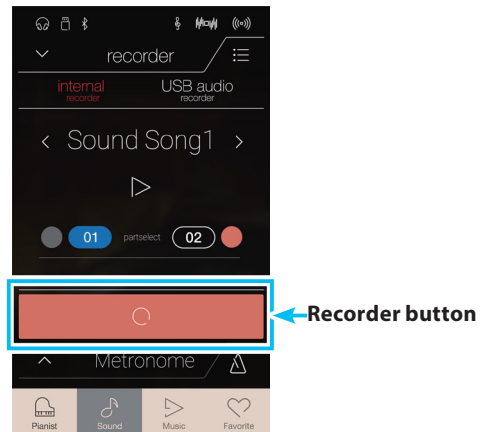 recorder
internal
recorder
USB audio
recorder
Sound Song1
01
partselect
02
Recorder button
Metronome
Pianist
Sound
Music
Favorite